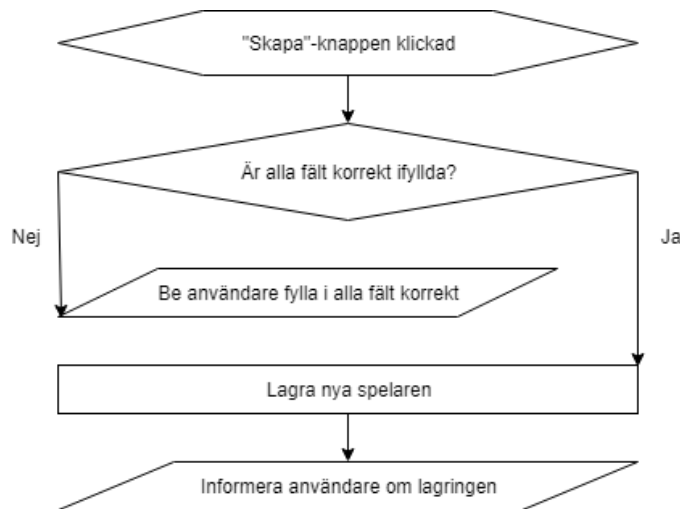 "Skapa"-knappen klickad
Är alla fält korrekt ifyllda?
Nej
Ja
Be användare fylla i alla fält korrekt
Lagra nya spelaren
Informera användare om lagringen